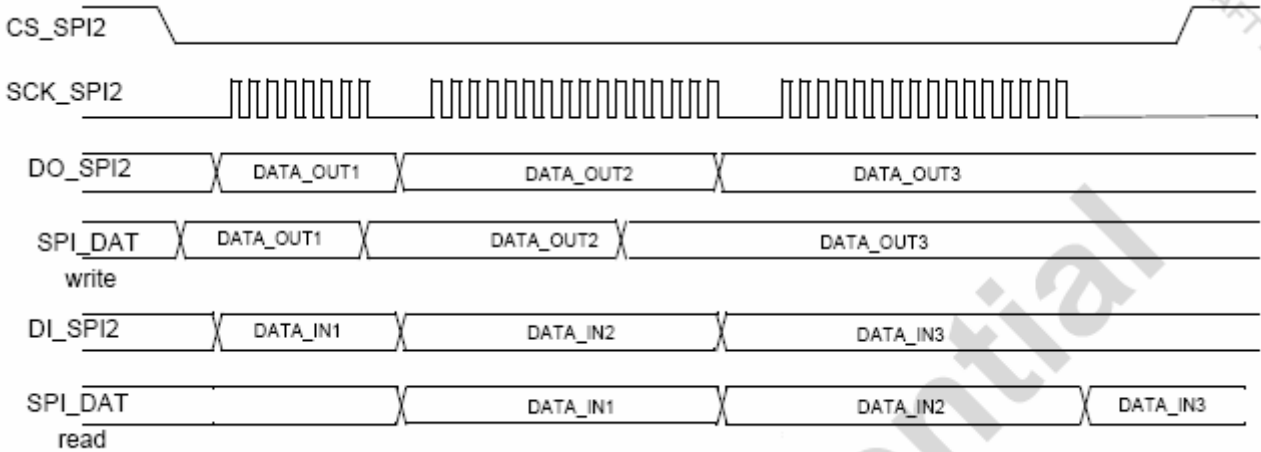 CS_SPI2
SCK_SPI2
DO_SPI2 DATA_OUT1 DATA_OUT2 DATA_OUT3
SPI_DAT DATA_OUT1 DATA_OUT2 DATA_OUT3
write
DI_SPI2 DATA_IN1 DATA_IN2 DATA_IN3
SPI_DAT DATA_IN1 DATA_IN2 DATA_IN3
read